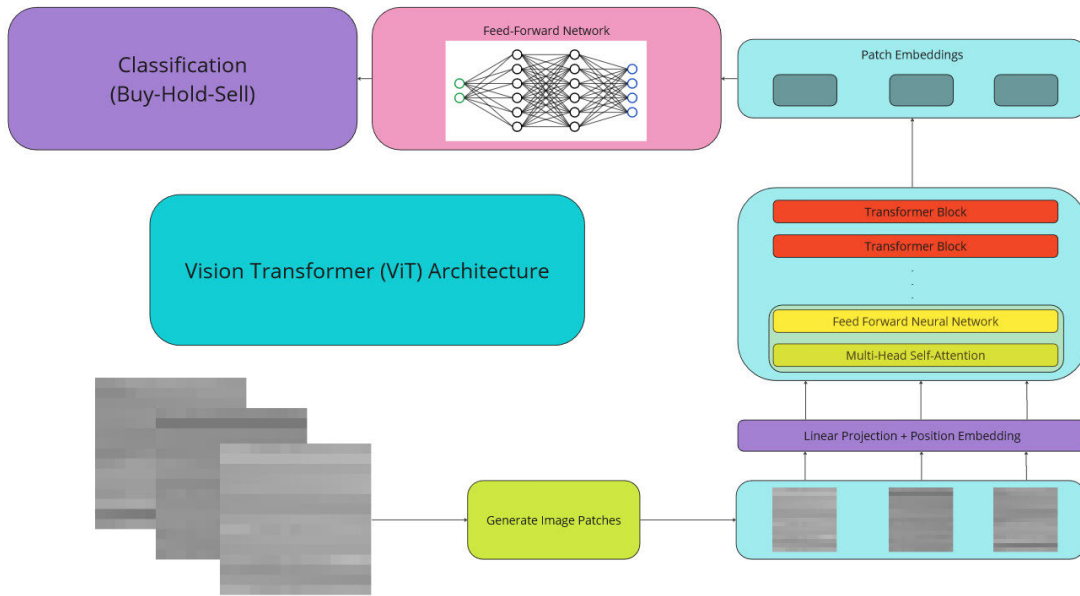 Classification
(Buy-Hold-Sell)
Feed-Forward Network
Patch Embeddings
Transformer Block
Transformer Block
.
.
.
Feed Forward Neural Network
Multi-Head Self-Attention
Vision Transformer (ViT) Architecture
Linear Projection + Position Embedding
Generate Image Patches